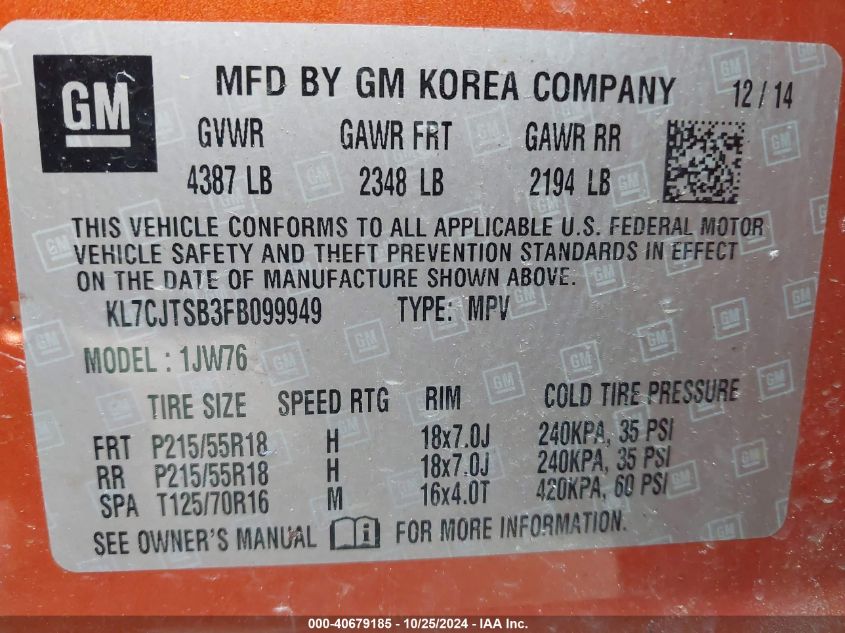 GM
MFD BY GM KOREA COMPANY 12/14
GVWR GAWR FRT GAWR RR
4387 LB 2348 LB 2194 LB
THIS VEHICLE CONFORMS TO ALL APPLICABLE U.S. FEDERAL MOTOR
VEHICLE SAFETY AND THEFT PREVENTION STANDARDS IN EFFECT
ON THE DATE OF MANUFACTURE SHOWN ABOVE.
KL7CJTSB3FB099949 TYPE: MPV
MODEL : 1JW76
TIRE SIZE SPEED RTG RIM COLD TIRE PRESSURE
FRT P215/55R18 H 18x7.0J 240KPA, 35 PSI
RR P215/55R18 H 18x7.0J 240KPA, 35 PSI
SPA T125/70R16 M 16x4.0T 420KPA, 60 PSI
SEE OWNER'S MANUAL i FOR MORE INFORMATION.
000-40679185 - 10/25/2024 - IAA Inc.